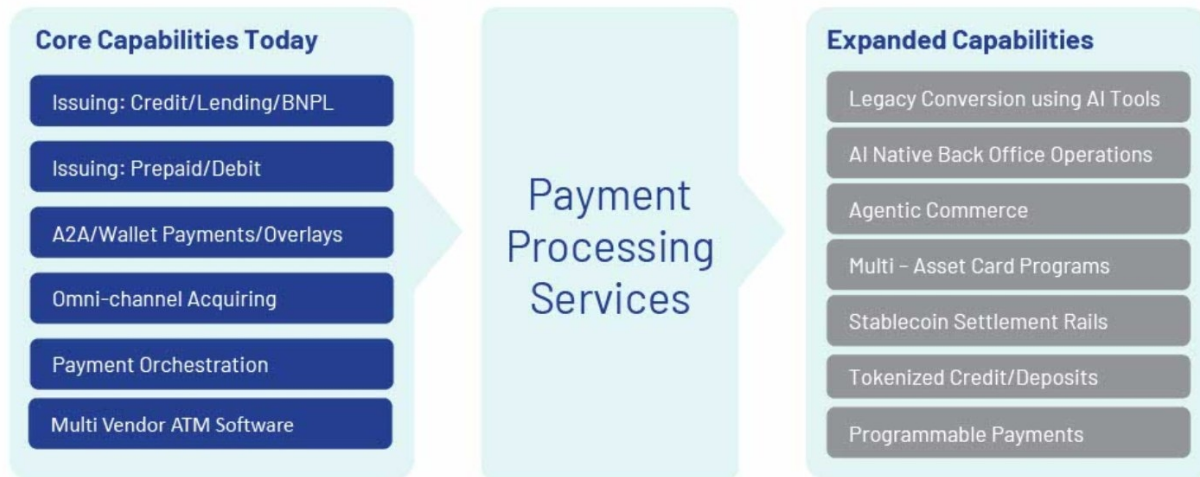 Core Capabilities Today
Issuing: Credit/Lending/BNPL
Issuing: Prepaid/Debit
A2A/Wallet Payments/Overlays
Omni-channel Acquiring
Payment Orchestration
Multi Vendor ATM Software
Payment
Processing
Services
Expanded Capabilities
Legacy Conversion using AI Tools
AI Native Back Office Operations
Agentic Commerce
Multi – Asset Card Programs
Stablecoin Settlement Rails
Tokenized Credit/Deposits
Programmable Payments